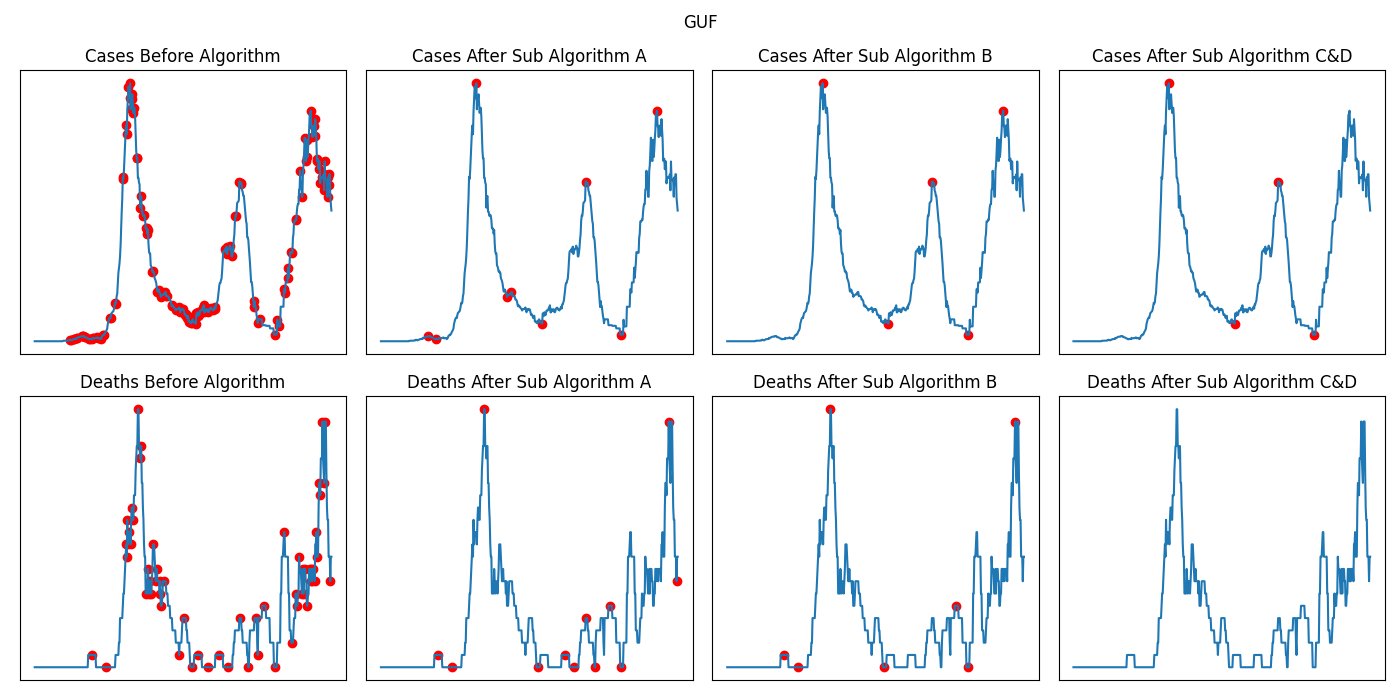 GUF
Cases Before Algorithm
Cases After Sub Algorithm A
Cases After Sub Algorithm B
Cases After Sub Algorithm C&D
Deaths Before Algorithm
Deaths After Sub Algorithm A
Deaths After Sub Algorithm B
Deaths After Sub Algorithm C&D